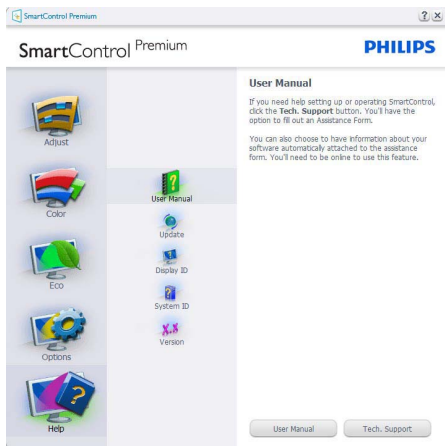 SmartControl Premium
? ×
SmartControl Premium
PHILIPS
Adjust
Color
Eco
Options
Help
User Manual
Update
Display ID
System ID
X.X
Version
User Manual
If you need help setting up or operating SmartControl,
click the Tech. Support button. You'll have the
option to fill out an Assistance Form.
You can also choose to have information about your
software automatically attached to the assistance
form. You'll need to be online to use this feature.
User Manual
Tech. Support